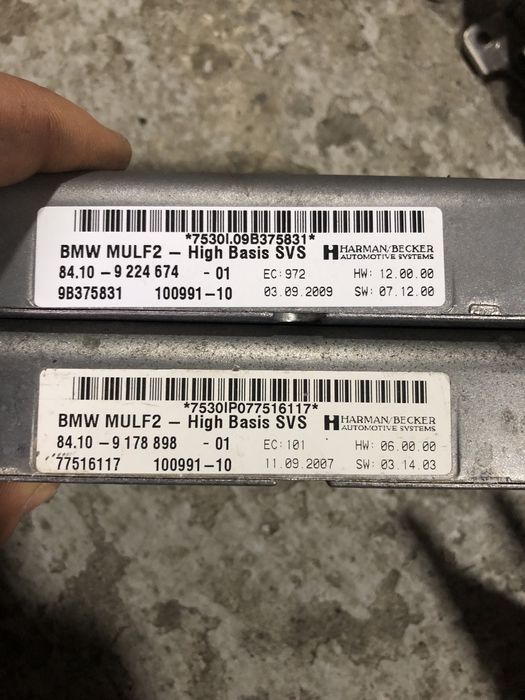 *7530I.09B375831*
BMW MULF2 – High Basis SVS HARMAN/BECKER
AUTOMOTIVE SYSTEMS
84.10 – 9 224 674 – 01 EC: 972 HW: 12.00.00
9B375831 100991–10 03.09.2009 SW: 07.12.00
*7530IP077516117*
BMW MULF2 – High Basis SVS HARMAN/BECKER
AUTOMOTIVE SYSTEMS
84.10 – 9 178 898 – 01 EC: 101 HW: 06.00.00
77516117 100991–10 11.09.2007 SW: 03.14.03